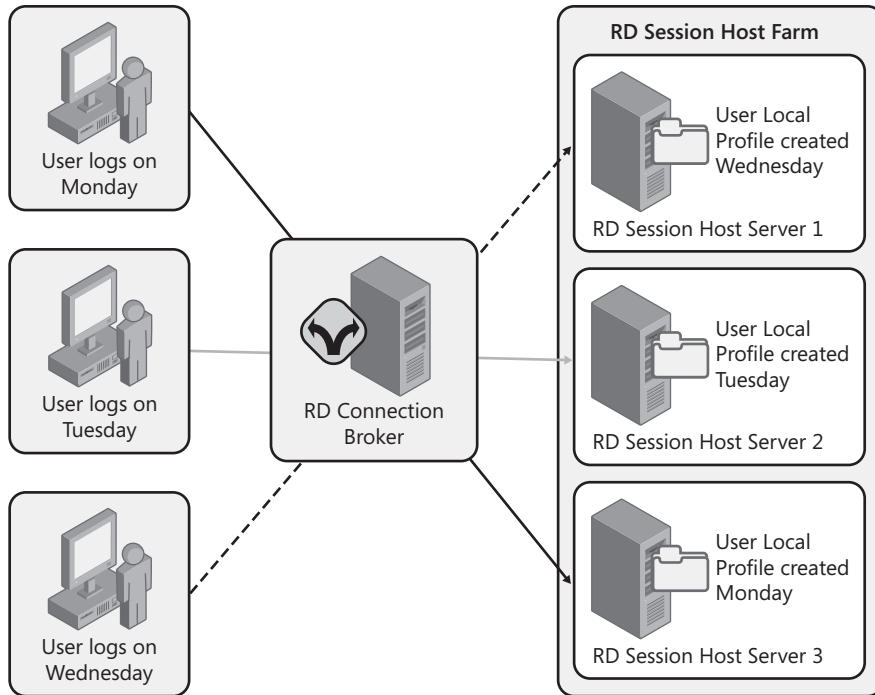 User logs on
Monday
User logs on
Tuesday
User logs on
Wednesday
RD Connection
Broker
RD Session Host Farm
User Local
Profile created
Wednesday
RD Session Host Server 1
User Local
Profile created
Tuesday
RD Session Host Server 2
User Local
Profile created
Monday
RD Session Host Server 3